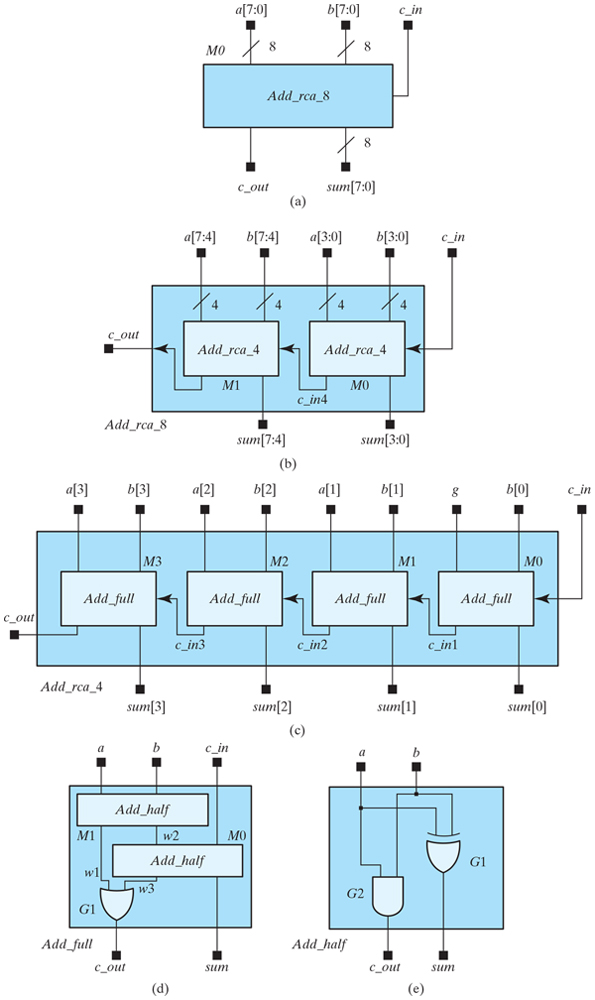 a[7:0] b[7:0] c_in
M0 8 8
Add_rca_8
8
c_out sum[7:0]
(a)
a[7:4] b[7:4] a[3:0] b[3:0] c_in
4 4 4 4
c_out
Add_rca_4 Add_rca_4
M1 M0
c_in4
Add_rca_8
sum[7:4] sum[3:0]
(b)
a[3] b[3] a[2] b[2] a[1] b[1] g b[0] c_in
M3 M2 M1 M0
Add_full Add_full Add_full Add_full
c_out
c_in3 c_in2 c_in1
Add_rca_4
sum[3] sum[2] sum[1] sum[0]
(c)
a b c_in
Add_half
M1 w2 M0
Add_half
w1 w3
G1
Add_full
c_out sum
(d)
a b
G1
G2
Add_half
c_out sum
(e)